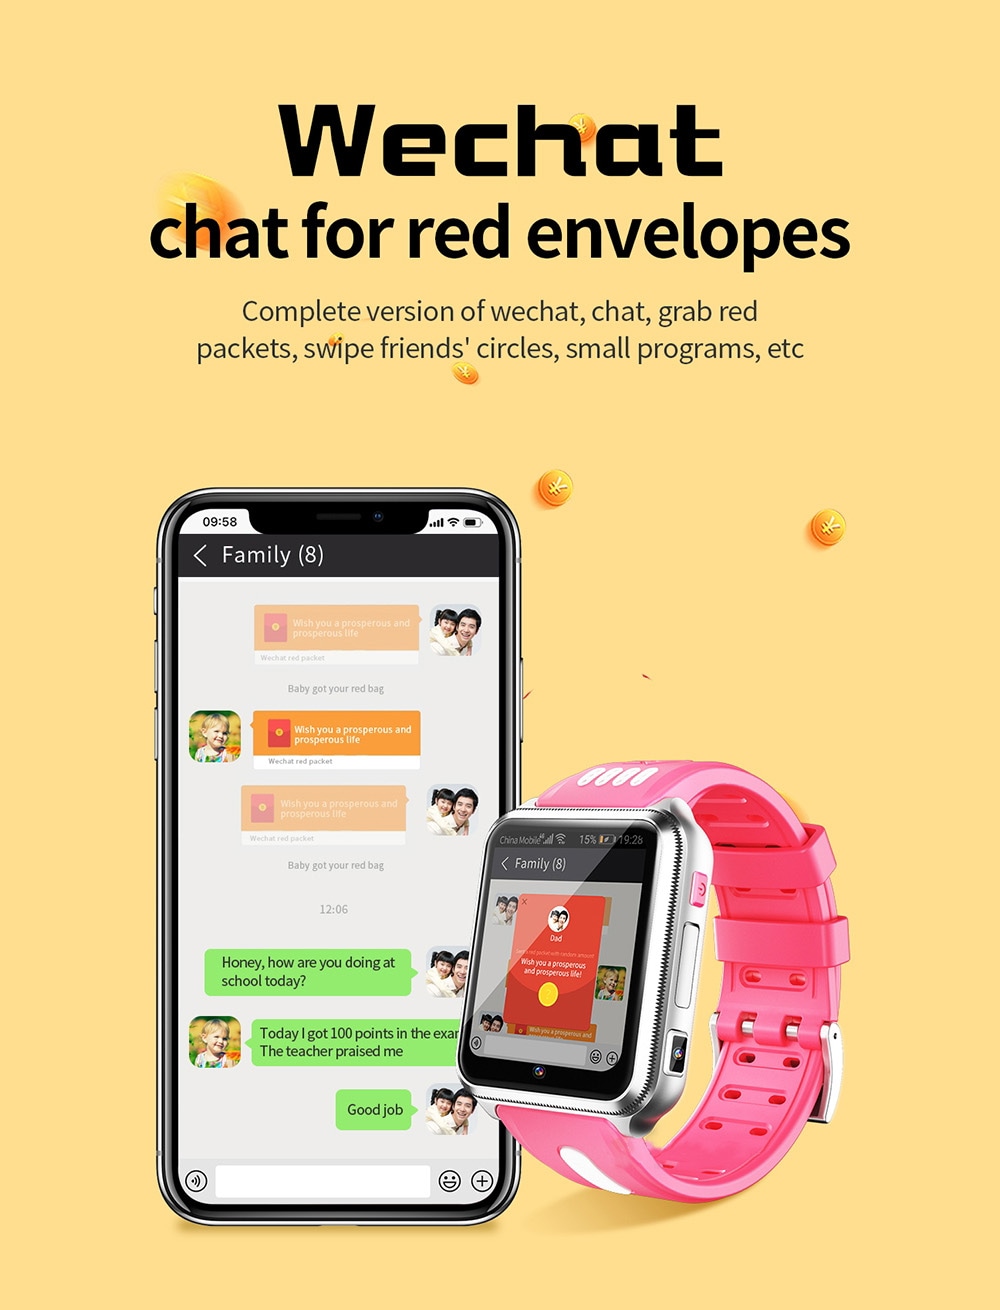 Wechat
chat for red envelopes
Complete version of wechat, chat, grab red
packets, swipe friends' circles, small programs, etc
09:58
Family (8)
Wish you a prosperous and
prosperous life
Wechat red packet
Baby got your red bag
Wish you a prosperous and
prosperous life
Wechat red packet
Wish you a prosperous and
prosperous life
Wechat red packet
Baby got your red bag
12:06
Honey, how are you doing at
school today?
Today I got 100 points in the exam
The teacher praised me
Good job
China Mobile 15% 19:28
Family (8)
Dad
Wish you a prosperous
and prosperous life!
Wish you a prosperous and